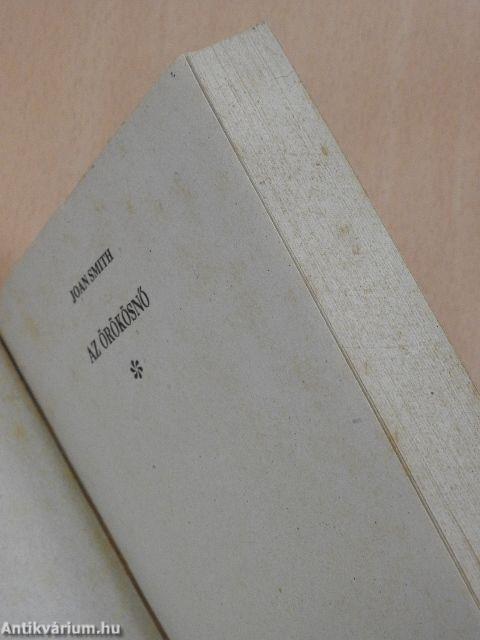 JOAN SMITH
AZ ÖRÖKÖSNŐ
*
Antikvárium.hu